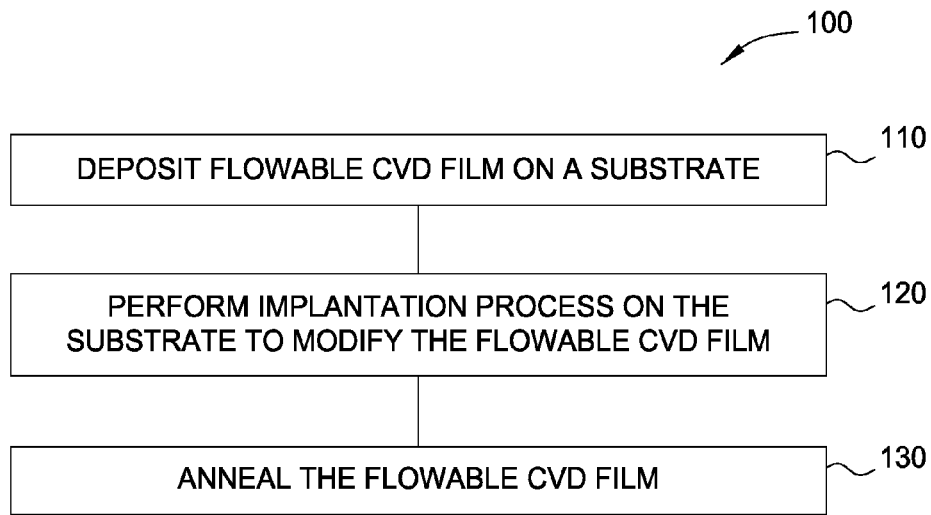 100
110
DEPOSIT FLOWABLE CVD FILM ON A SUBSTRATE
120
PERFORM IMPLANTATION PROCESS ON THE
SUBSTRATE TO MODIFY THE FLOWABLE CVD FILM
130
ANNEAL THE FLOWABLE CVD FILM